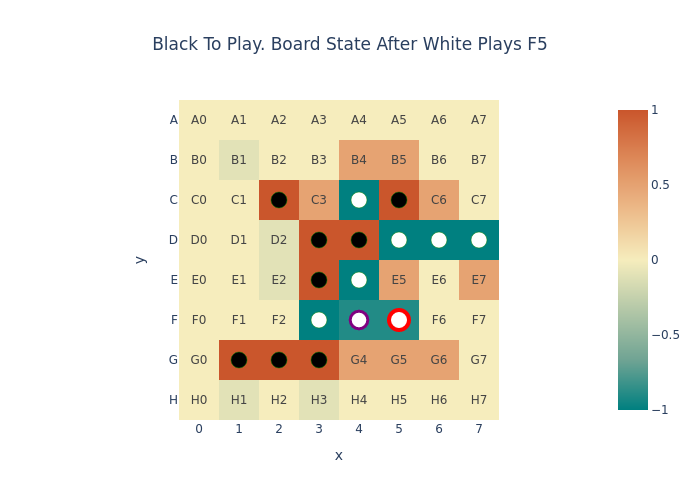 Black To Play. Board State After White Plays F5
A A0 A1 A2 A3 A4 A5 A6 A7
B B0 B1 B2 B3 B4 B5 B6 B7
C C0 C1 C3 C6 C7
D D0 D1 D2
E E0 E1 E2 E5 E6 E7
F F0 F1 F2 F6 F7
G G0 G4 G5 G6 G7
H H0 H1 H2 H3 H4 H5 H6 H7
0 1 2 3 4 5 6 7
x
y
1
0.5
0
−0.5
−1